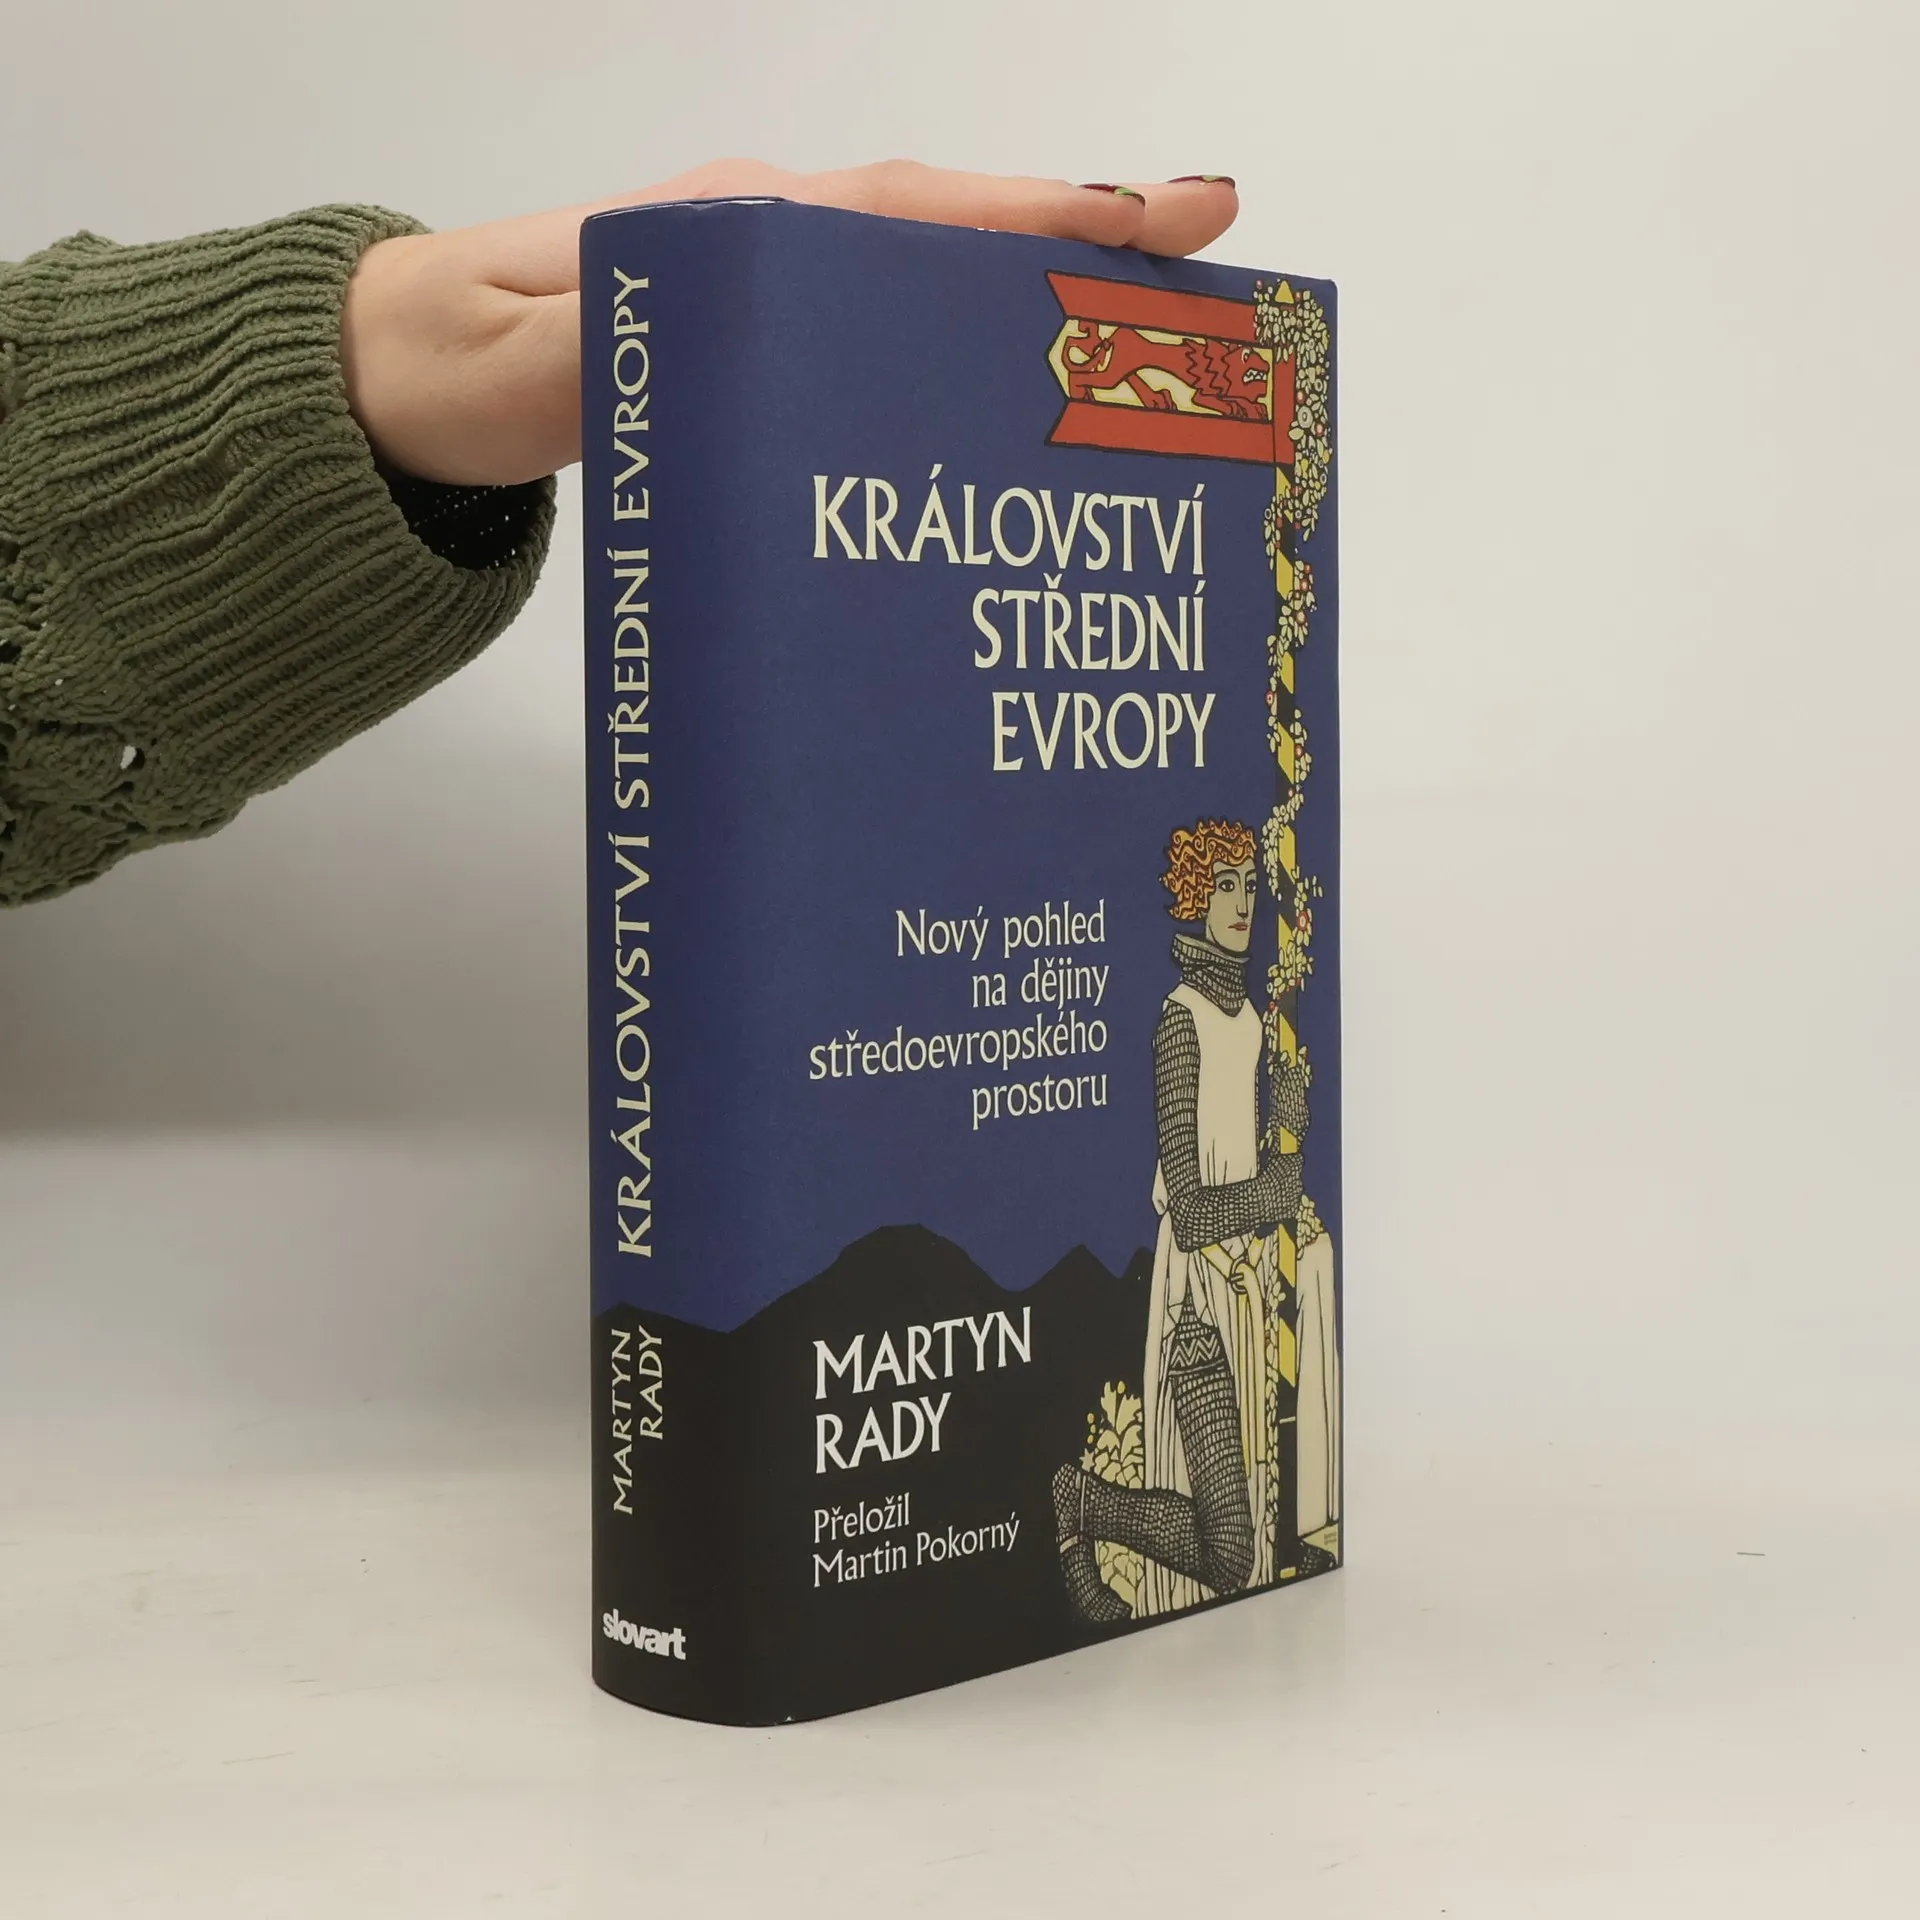 KRÁLOVSTVÍ STŘEDNÍ EVROPY
MARTYN
RADY
slovart
KRÁLOVSTVÍ
STŘEDNÍ
EVROPY
Nový pohled
na dějiny
středoevropského
prostoru
MARTYN
RADY
Přeložil
Martin Pokorný